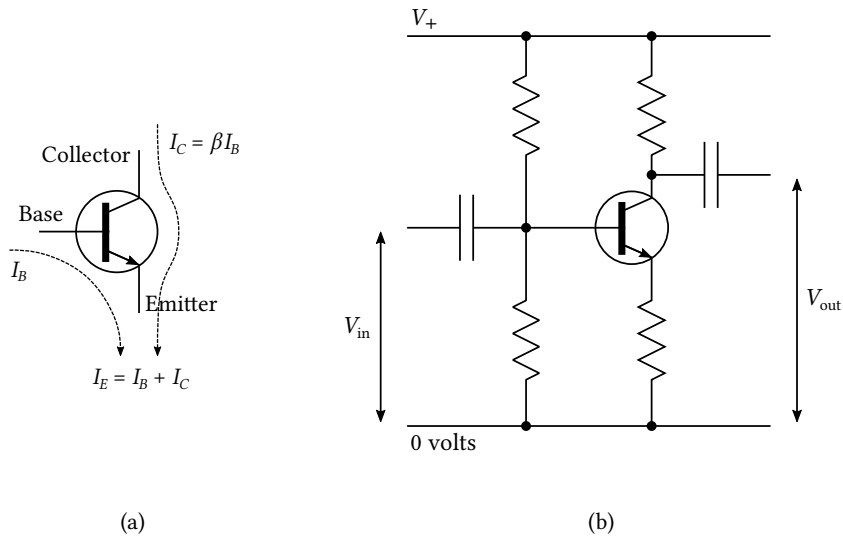 I_C = βI_B
Collector
Base
I_B
Emitter
I_E = I_B + I_C
(a)
V_+
V_in
V_out
0 volts
(b)